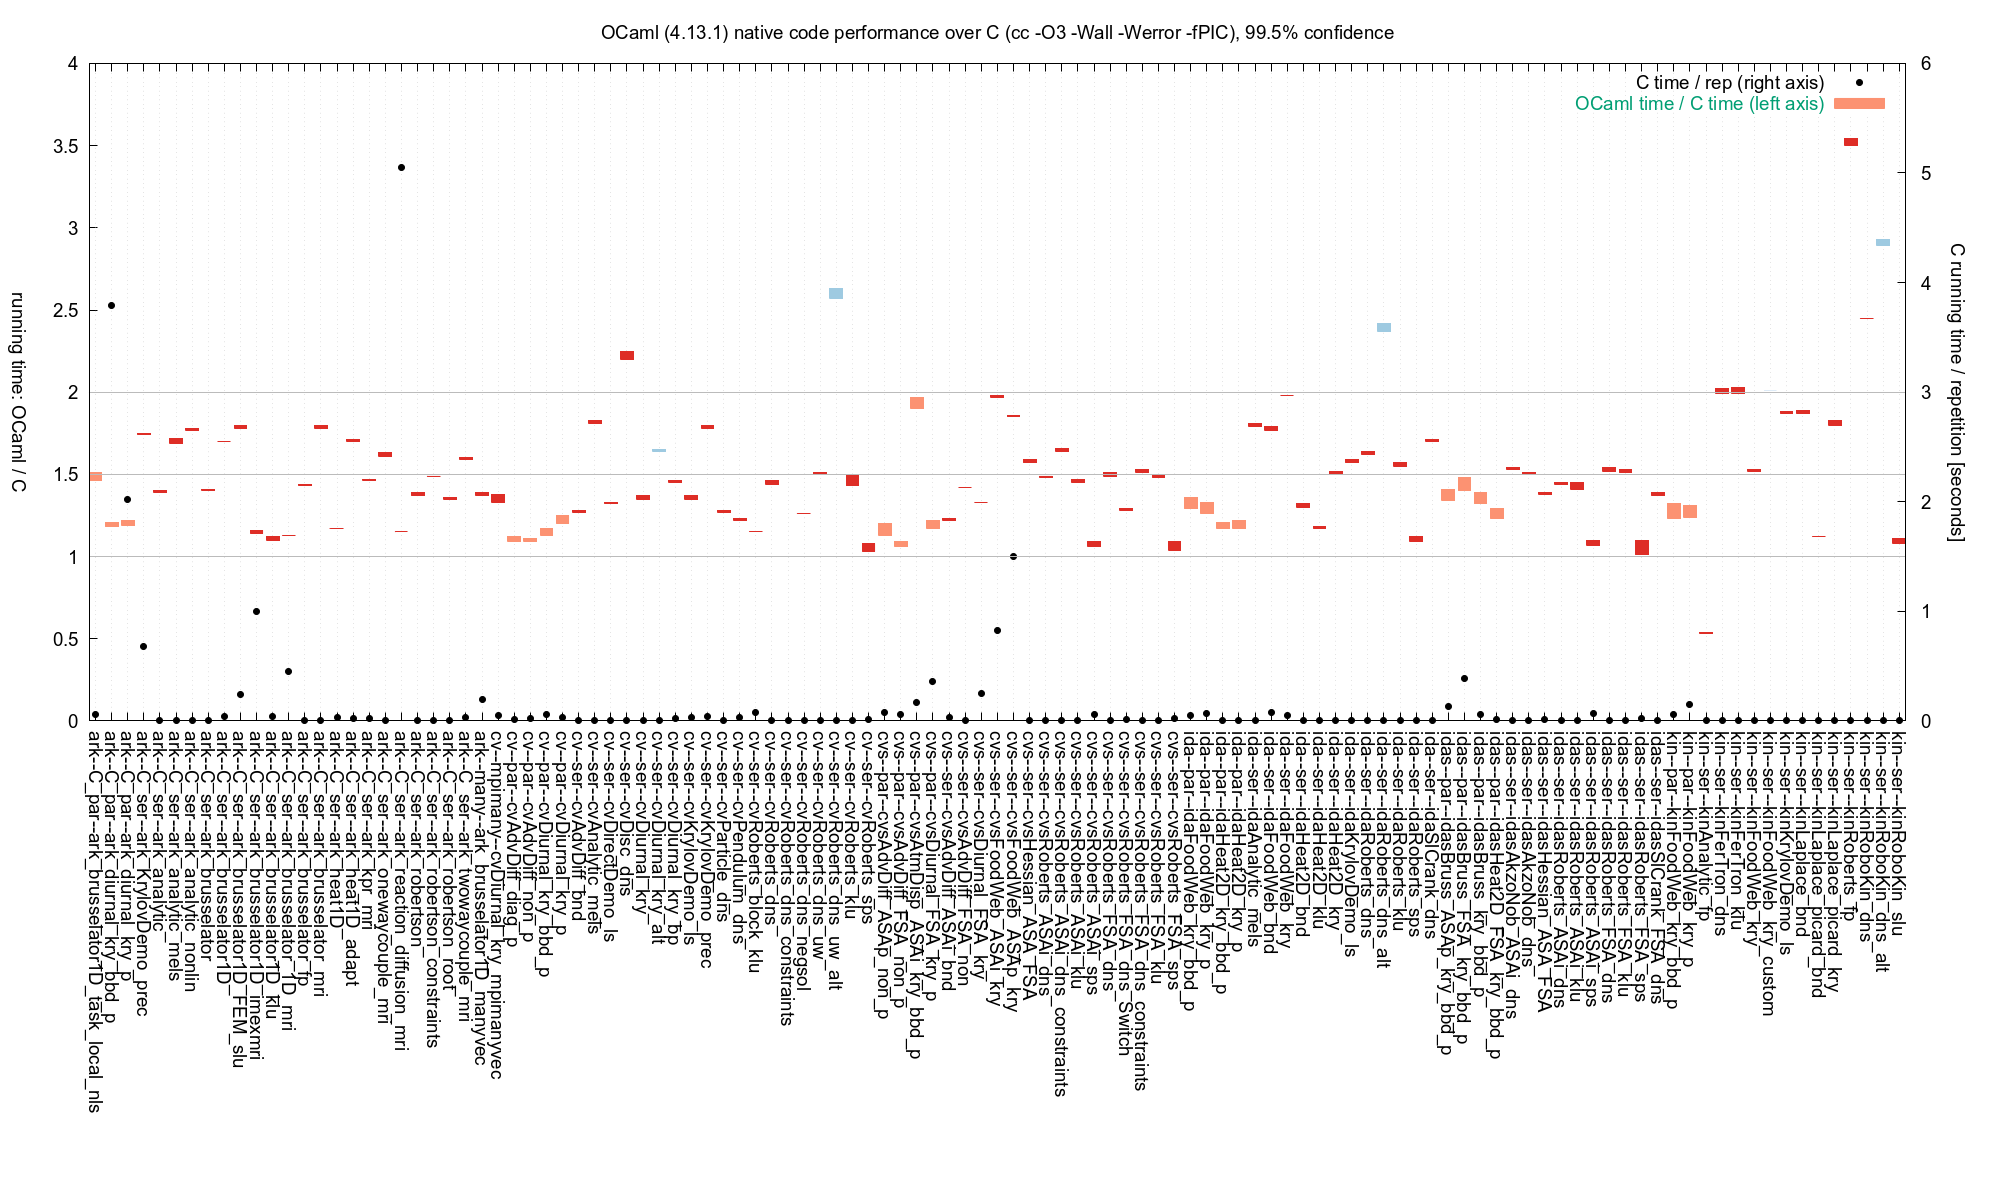 OCaml (4.13.1) native code performance over C (cc -O3 -Wall -Werror -fPIC), 99.5% confidence
C time / rep (right axis)
OCaml time / C time (left axis)
running time: OCaml / C
C running time / repetition [seconds]
4
3.5
3
2.5
2
1.5
1
0.5
0
6
5
4
3
2
1
0
ark--C_par--ark_brusselator1D_task_local_nls
ark--C_par--ark_diurnal_kry_bbd_p
ark--C_par--ark_diurnal_kry_p
ark--C_ser--ark_KrylovDemo_prec
ark--C_ser--ark_analytic
ark--C_ser--ark_analytic_mels
ark--C_ser--ark_analytic_nonlin
ark--C_ser--ark_brusselator
ark--C_ser--ark_brusselator1D
ark--C_ser--ark_brusselator1D_FEM_slu
ark--C_ser--ark_brusselator1D_imexmri
ark--C_ser--ark_brusselator1D_klu
ark--C_ser--ark_brusselator_1D_mri
ark--C_ser--ark_brusselator_fp
ark--C_ser--ark_brusselator_mri
ark--C_ser--ark_heat1D
ark--C_ser--ark_heat1D_adapt
ark--C_ser--ark_kpr_mri
ark--C_ser--ark_onewaycouple_mri
ark--C_ser--ark_reaction_diffusion_mri
ark--C_ser--ark_robertson
ark--C_ser--ark_robertson_constraints
ark--C_ser--ark_robertson_root
ark--C_ser--ark_twowaycouple_mri
ark--many--ark_brusselator1D_manyvec
cv--mpimany--cvDiurnal_kry_mpimanyvec
cv--par--cvAdvDiff_diag_p
cv--par--cvAdvDiff_non_p
cv--par--cvDiurnal_kry_bbd_p
cv--par--cvDiurnal_kry_p
cv--ser--cvAdvDiff_bnd
cv--ser--cvAnalytic_mels
cv--ser--cvDirectDemo_ls
cv--ser--cvDisc_dns
cv--ser--cvDiurnal_kry
cv--ser--cvDiurnal_kry_alt
cv--ser--cvDiurnal_kry_bp
cv--ser--cvKrylovDemo_ls
cv--ser--cvKrylovDemo_prec
cv--ser--cvParticle_dns
cv--ser--cvPendulum_dns
cv--ser--cvRoberts_block_klu
cv--ser--cvRoberts_dns
cv--ser--cvRoberts_dns_constraints
cv--ser--cvRoberts_dns_negsol
cv--ser--cvRoberts_dns_uw
cv--ser--cvRoberts_dns_uw_alt
cv--ser--cvRoberts_klu
cv--ser--cvRoberts_sps
cvs--par--cvsAdvDiff_ASAp_non_p
cvs--par--cvsAdvDiff_FSA_non_p
cvs--par--cvsAtmDisp_ASAi_kry_bbd_p
cvs--par--cvsDiurnal_FSA_kry_p
cvs--ser--cvsAdvDiff_ASAi_bnd
cvs--ser--cvsAdvDiff_FSA_non
cvs--ser--cvsDiurnal_FSA_kry
cvs--ser--cvsFoodWeb_ASAi_kry
cvs--ser--cvsFoodWeb_ASAp_kry
cvs--ser--cvsHessian_ASA_FSA
cvs--ser--cvsRoberts_ASAi_dns
cvs--ser--cvsRoberts_ASAi_dns_constraints
cvs--ser--cvsRoberts_ASAi_klu
cvs--ser--cvsRoberts_ASAi_sps
cvs--ser--cvsRoberts_FSA_dns
cvs--ser--cvsRoberts_FSA_dns_Switch
cvs--ser--cvsRoberts_FSA_dns_constraints
cvs--ser--cvsRoberts_FSA_klu
cvs--ser--cvsRoberts_FSA_sps
ida--par--idaFoodWeb_kry_bbd_p
ida--par--idaFoodWeb_kry_p
ida--par--idaHeat2D_kry_bbd_p
ida--par--idaHeat2D_kry_p
ida--ser--idaAnalytic_mels
ida--ser--idaFoodWeb_bnd
ida--ser--idaFoodWeb_kry
ida--ser--idaHeat2D_bnd
ida--ser--idaHeat2D_klu
ida--ser--idaHeat2D_kry
ida--ser--idaKrylovDemo_ls
ida--ser--idaRoberts_dns
ida--ser--idaRoberts_dns_alt
ida--ser--idaRoberts_klu
ida--ser--idaRoberts_sps
ida--ser--idaSlCrank_dns
idas--par--idasBruss_ASAp_kry_bbd_p
idas--par--idasBruss_FSA_kry_bbd_p
idas--par--idasBruss_kry_bbd_p
idas--par--idasHeat2D_FSA_kry_bbd_p
idas--ser--idasAkzoNob_ASAi_dns
idas--ser--idasAkzoNob_dns
idas--ser--idasHessian_ASA_FSA
idas--ser--idasRoberts_ASAi_dns
idas--ser--idasRoberts_ASAi_klu
idas--ser--idasRoberts_ASAi_sps
idas--ser--idasRoberts_FSA_dns
idas--ser--idasRoberts_FSA_klu
idas--ser--idasRoberts_FSA_sps
idas--ser--idasSlCrank_FSA_dns
kin--par--kinFoodWeb_kry_bbd_p
kin--par--kinFoodWeb_kry_p
kin--ser--kinAnalytic_fp
kin--ser--kinFerTron_dns
kin--ser--kinFerTron_klu
kin--ser--kinFoodWeb_kry
kin--ser--kinFoodWeb_kry_custom
kin--ser--kinKrylovDemo_ls
kin--ser--kinLaplace_bnd
kin--ser--kinLaplace_picard_bnd
kin--ser--kinLaplace_picard_kry
kin--ser--kinRoberts_fp
kin--ser--kinRoboKin_dns
kin--ser--kinRoboKin_dns_alt
kin--ser--kinRoboKin_slu